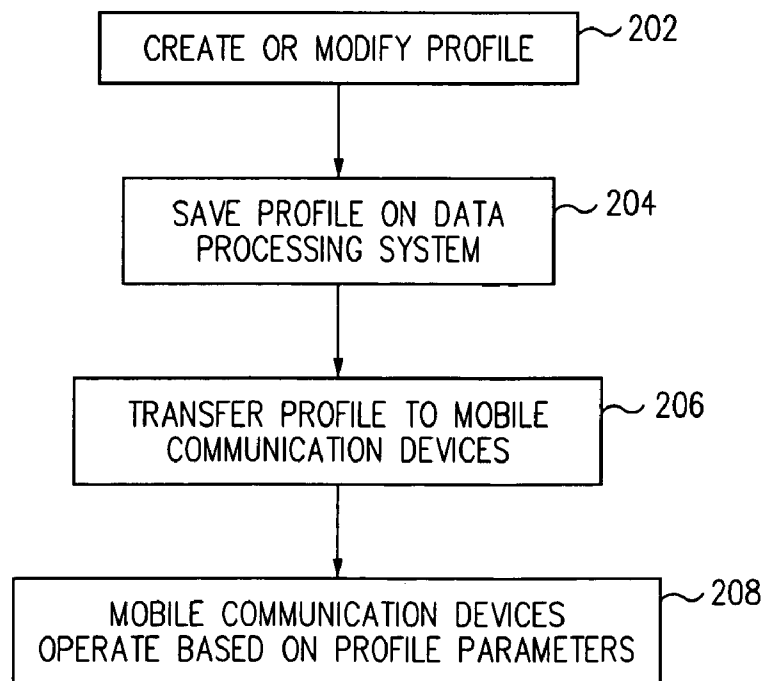 CREATE OR MODIFY PROFILE
202
SAVE PROFILE ON DATA
PROCESSING SYSTEM
204
TRANSFER PROFILE TO MOBILE
COMMUNICATION DEVICES
206
MOBILE COMMUNICATION DEVICES
OPERATE BASED ON PROFILE PARAMETERS
208